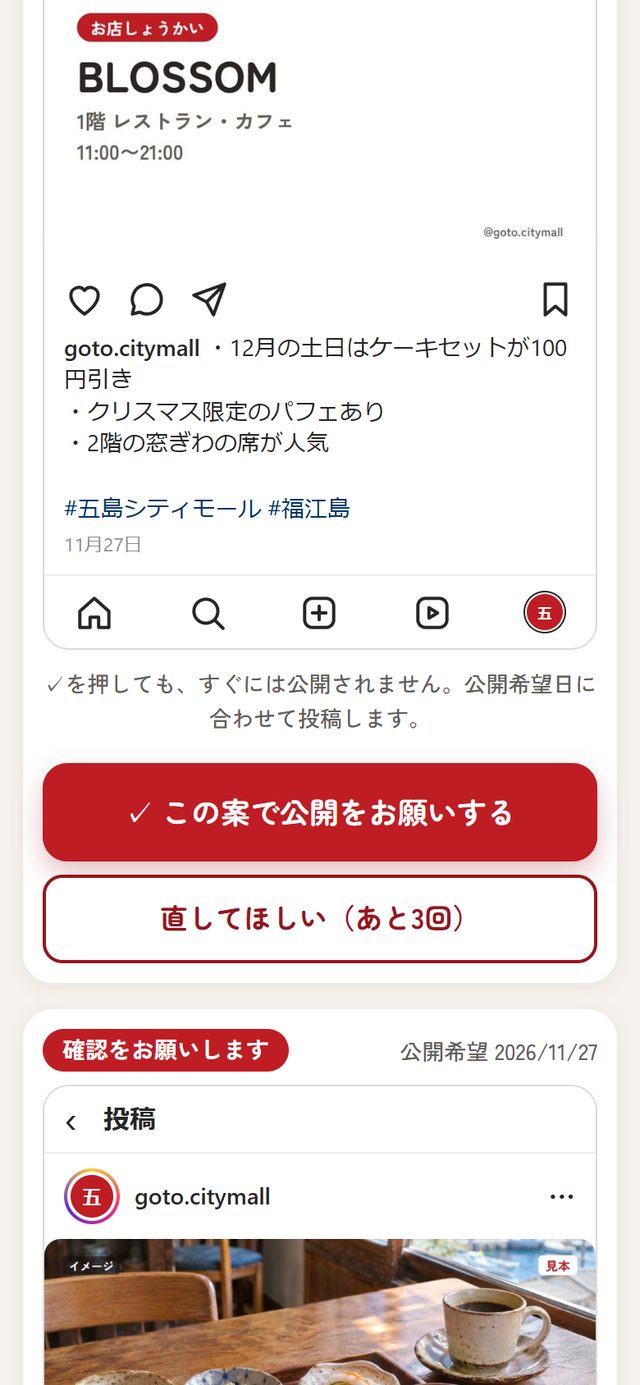 お店しょうかい
BLOSSOM
1階 レストラン・カフェ
11:00〜21:00
@goto.citymall
goto.citymall ・12月の土日はケーキセットが100
円引き
・クリスマス限定のパフェあり
・2階の窓ぎわの席が人気
#五島シティモール #福江島
11月27日
五
✓を押しても、すぐには公開されません。公開希望日に
合わせて投稿します。
✓ この案で公開をお願いする
直してほしい（あと3回）
確認をお願いします
公開希望 2026/11/27
‹ 投稿
五 goto.citymall
イメージ
見本